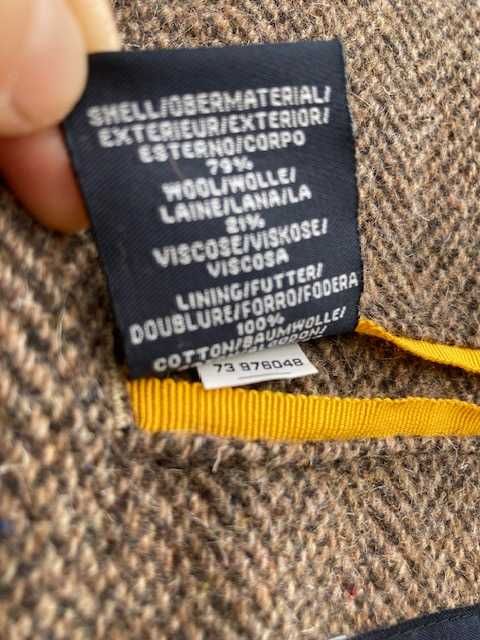 SHELL/OBERMATERIAL/
EXTERIEUR/EXTERIOR/
ESTERNO/CORPO
79%
WOOL/WOLLE/
LAINE/LANA/LA
21%
VISCOSE/VISKOSE/
VISCOSA
LINING/FUTTER/
DOUBLURE/FORRO/FODERA
100%
COTTON/BAUMWOLLE/
73 976048